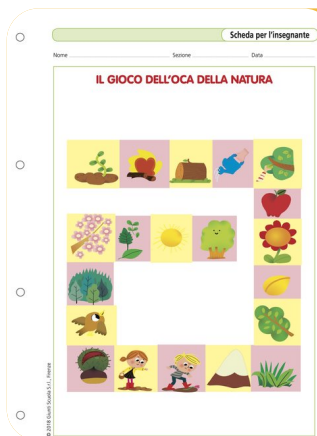 Scheda per l'insegnante
Nome Sezione Data
IL GIOCO DELL'OCA DELLA NATURA
© 2018 Giunti Scuola S.r.l., Firenze